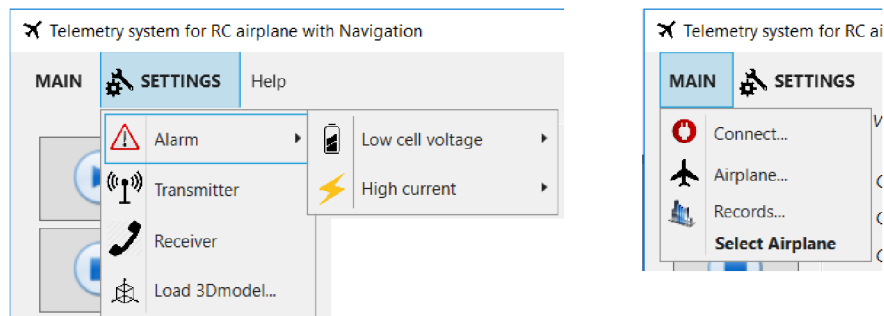 Telemetry system for RC airplane with Navigation
MAIN SETTINGS Help
Alarm
Low cell voltage
High current
Transmitter
Receiver
Load 3Dmodel...
Telemetry system for RC
MAIN SETTINGS
Connect...
Airplane...
Records...
Select Airplane